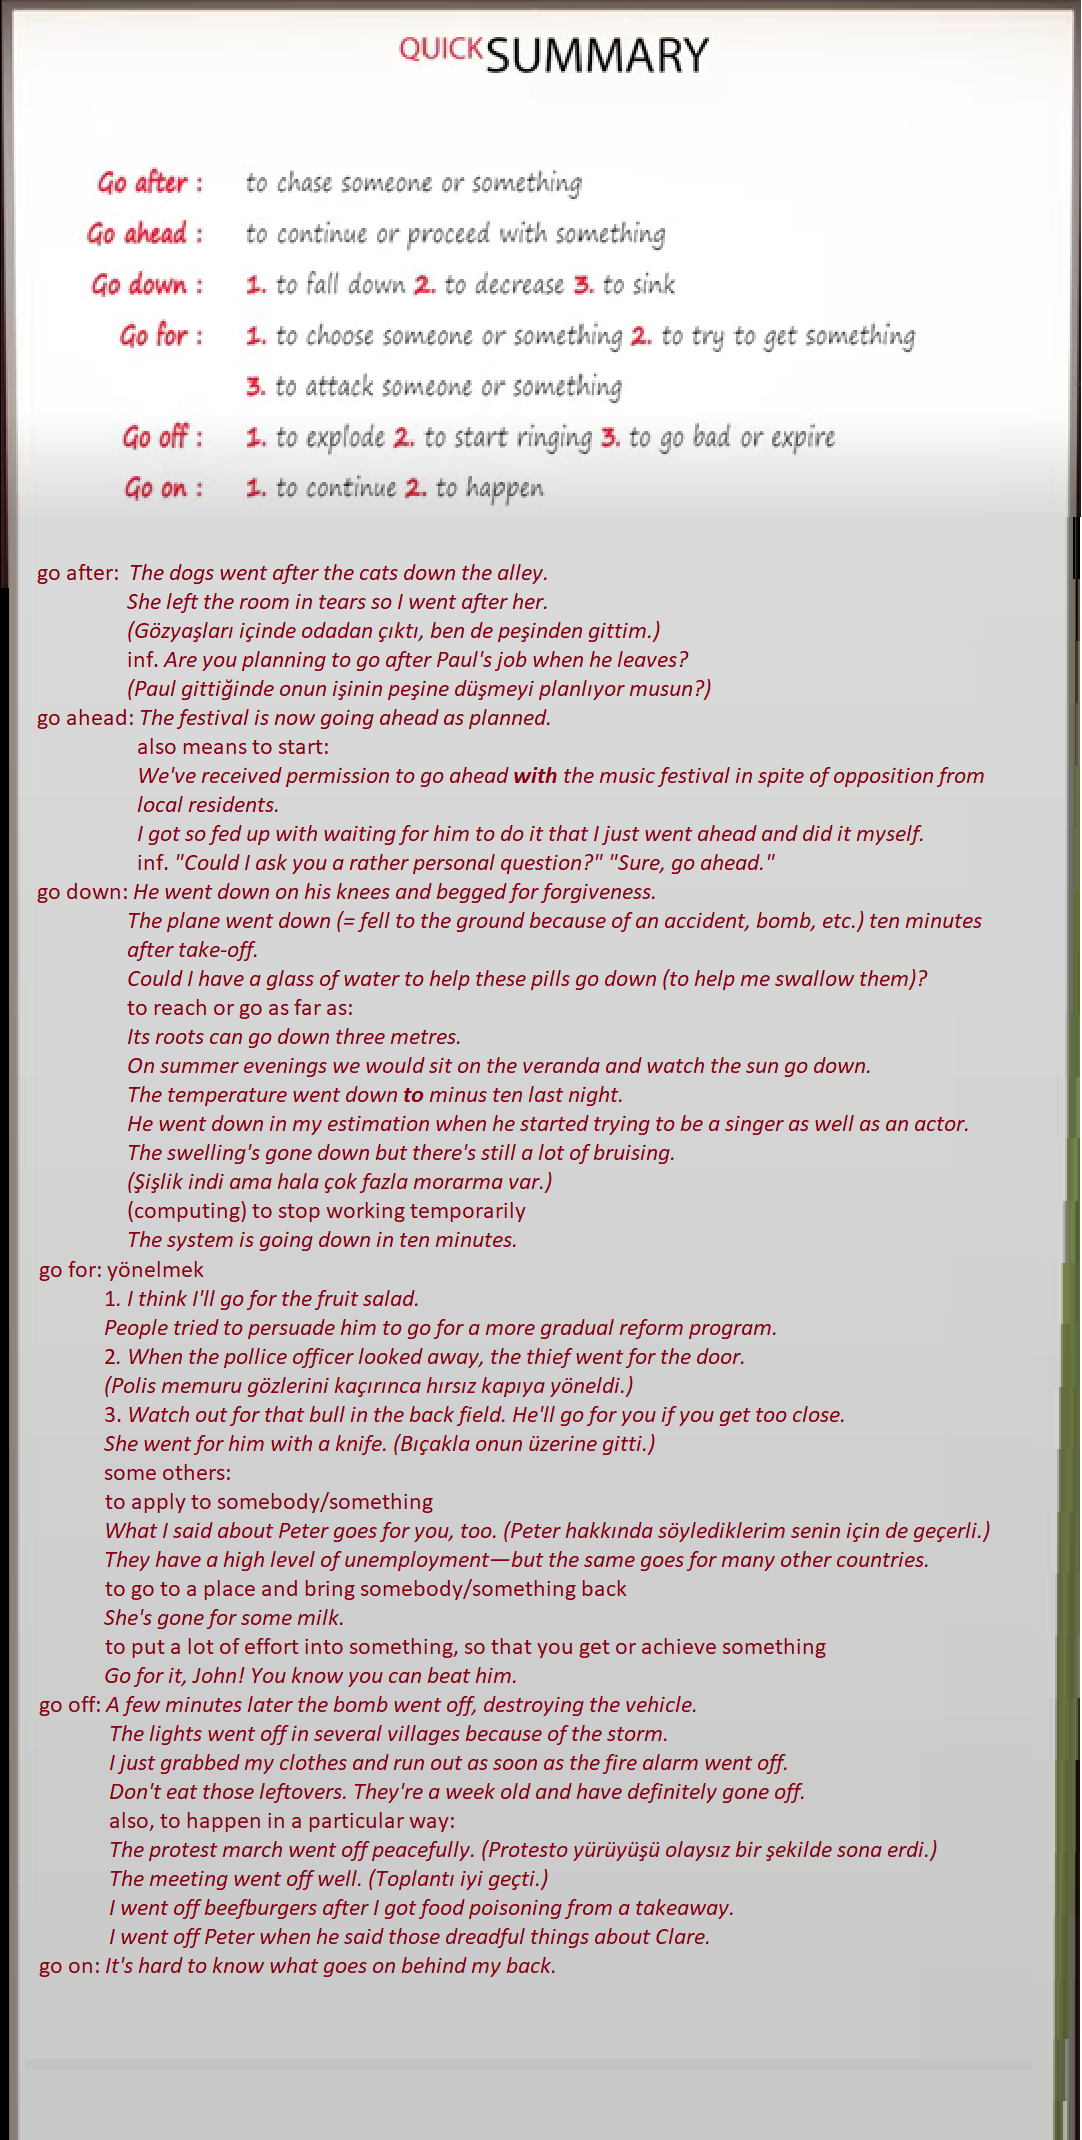 QUICK SUMMARY
Go after : to chase someone or something
Go ahead : to continue or proceed with something
Go down : 1. to fall down 2. to decrease 3. to sink
Go for : 1. to choose someone or something 2. to try to get something
3. to attack someone or something
Go off : 1. to explode 2. to start ringing 3. to go bad or expire
Go on : 1. to continue 2. to happen
go after: The dogs went after the cats down the alley.
She left the room in tears so I went after her.
(Gözyaşları içinde odadan çıktı, ben de peşinden gittim.)
inf. Are you planning to go after Paul's job when he leaves?
(Paul gittiğinde onun işinin peşine düşmeyi planlıyor musun?)
go ahead: The festival is now going ahead as planned.
also means to start:
We've received permission to go ahead with the music festival in spite of opposition from
local residents.
I got so fed up with waiting for him to do it that I just went ahead and did it myself.
inf. "Could I ask you a rather personal question?" "Sure, go ahead."
go down: He went down on his knees and begged for forgiveness.
The plane went down (= fell to the ground because of an accident, bomb, etc.) ten minutes
after take-off.
Could I have a glass of water to help these pills go down (to help me swallow them)?
to reach or go as far as:
Its roots can go down three metres.
On summer evenings we would sit on the veranda and watch the sun go down.
The temperature went down to minus ten last night.
He went down in my estimation when he started trying to be a singer as well as an actor.
The swelling's gone down but there's still a lot of bruising.
(Şişlik indi ama hala çok fazla morarma var.)
(computing) to stop working temporarily
The system is going down in ten minutes.
go for: yönelmek
1. I think I'll go for the fruit salad.
People tried to persuade him to go for a more gradual reform program.
2. When the pollice officer looked away, the thief went for the door.
(Polis memuru gözlerini kaçırınca hırsız kapıya yöneldi.)
3. Watch out for that bull in the back field. He'll go for you if you get too close.
She went for him with a knife. (Bıçakla onun üzerine gitti.)
some others:
to apply to somebody/something
What I said about Peter goes for you, too. (Peter hakkında söylediklerim senin için de geçerli.)
They have a high level of unemployment—but the same goes for many other countries.
to go to a place and bring somebody/something back
She's gone for some milk.
to put a lot of effort into something, so that you get or achieve something
Go for it, John! You know you can beat him.
go off: A few minutes later the bomb went off, destroying the vehicle.
The lights went off in several villages because of the storm.
I just grabbed my clothes and run out as soon as the fire alarm went off.
Don't eat those leftovers. They're a week old and have definitely gone off.
also, to happen in a particular way:
The protest march went off peacefully. (Protesto yürüyüşü olaysız bir şekilde sona erdi.)
The meeting went off well. (Toplantı iyi geçti.)
I went off beefburgers after I got food poisoning from a takeaway.
I went off Peter when he said those dreadful things about Clare.
go on: It's hard to know what goes on behind my back.